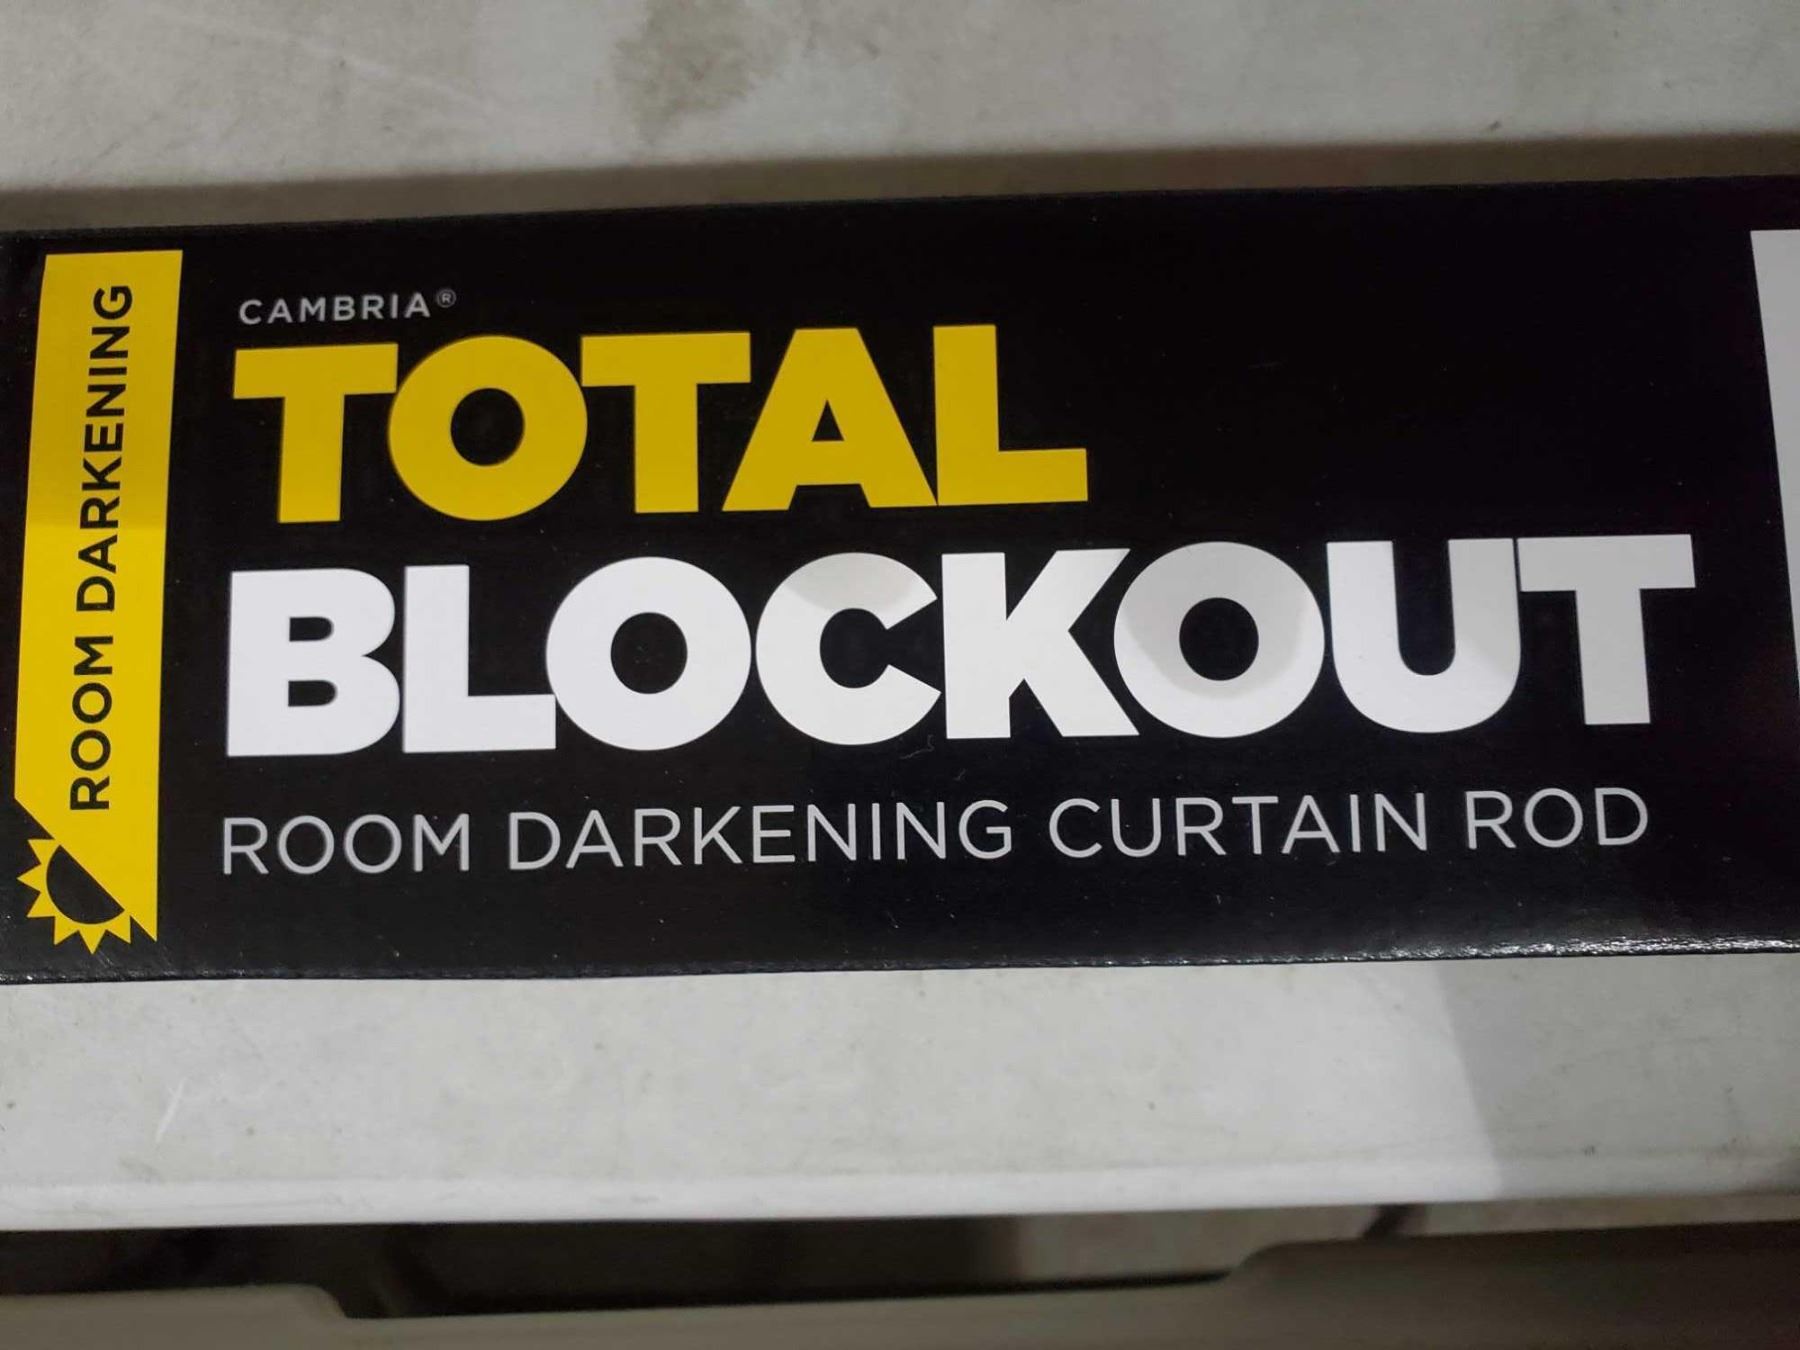 ROOM DARKENING
CAMBRIA®
TOTAL
BLOCKOUT
ROOM DARKENING CURTAIN ROD